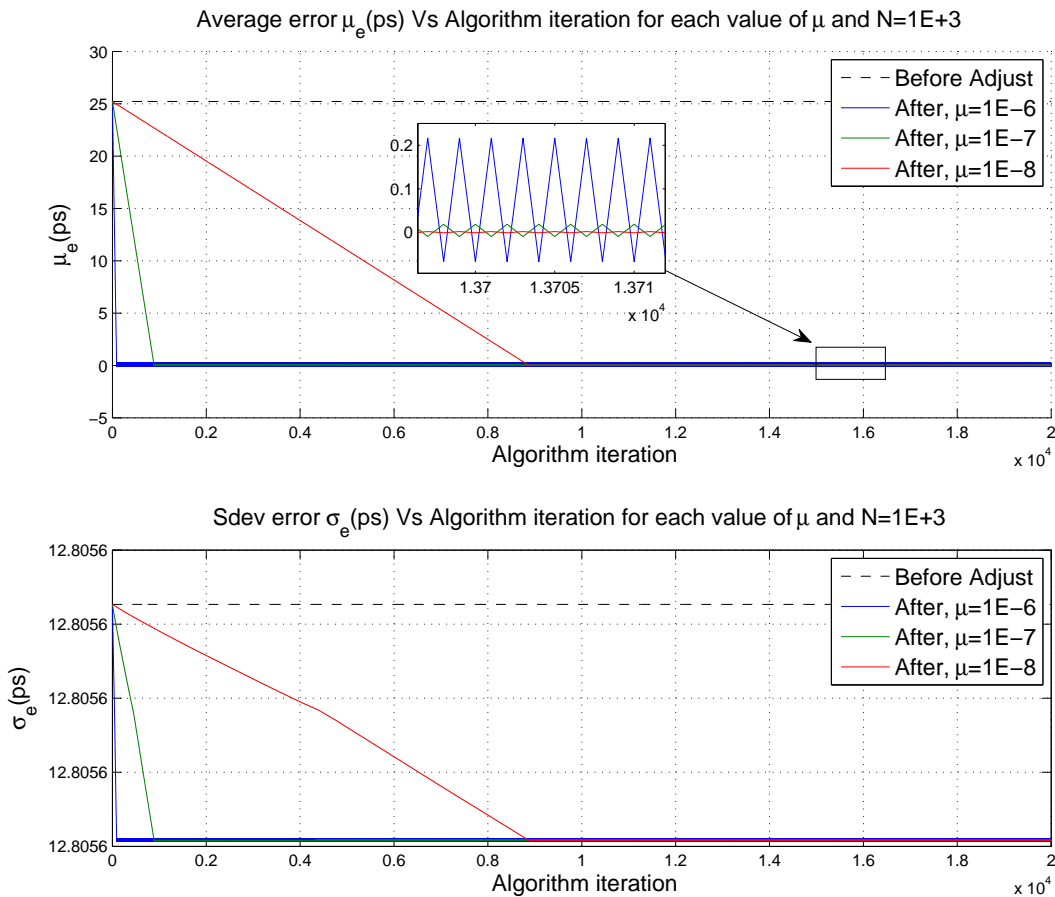 Average error μ_e(ps) Vs Algorithm iteration for each value of μ and N=1E+3
30
25
20
15
10
5
0
−5
μ_e(ps)
Before Adjust
After, μ=1E−6
After, μ=1E−7
After, μ=1E−8
0.2
0.1
0
1.37 1.3705 1.371
x 10^4
0 0.2 0.4 0.6 0.8 1 1.2 1.4 1.6 1.8 2
x 10^4
Algorithm iteration
Sdev error σ_e(ps) Vs Algorithm iteration for each value of μ and N=1E+3
12.8056
12.8056
12.8056
12.8056
12.8056
σ_e(ps)
Before Adjust
After, μ=1E−6
After, μ=1E−7
After, μ=1E−8
0 0.2 0.4 0.6 0.8 1 1.2 1.4 1.6 1.8 2
x 10^4
Algorithm iteration